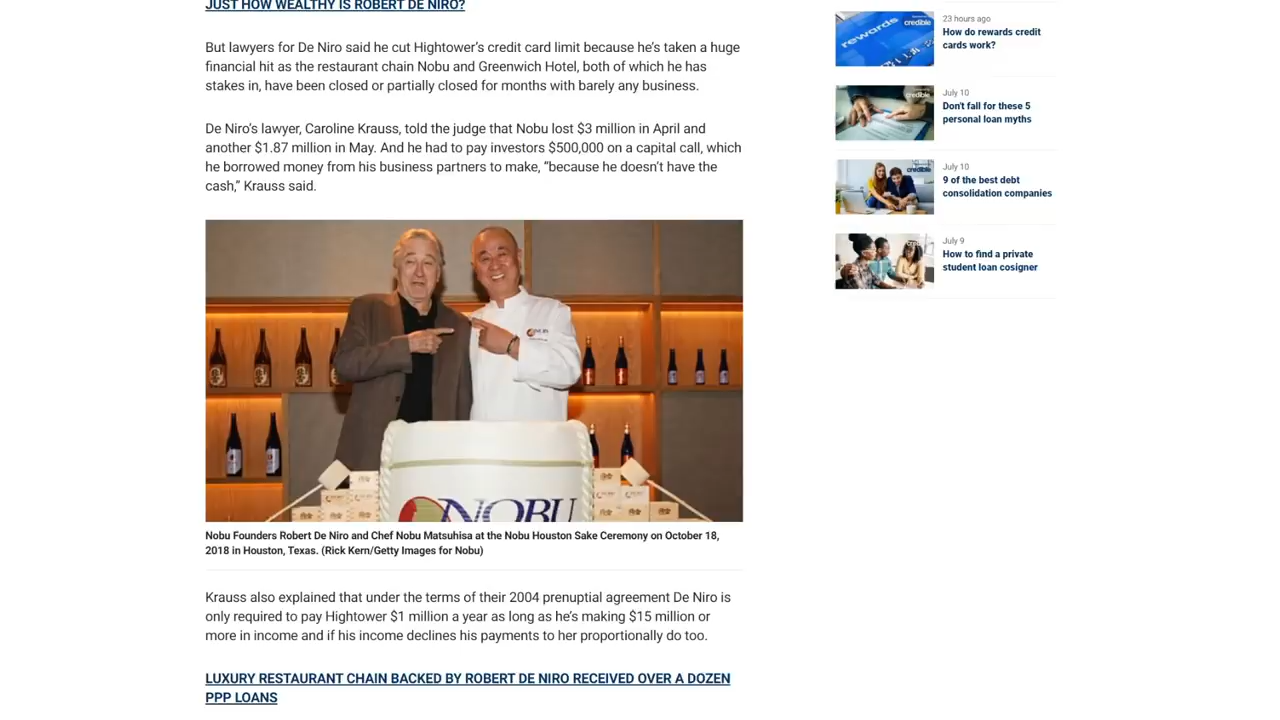 JUST HOW WEALTHY IS ROBERT DE NIRO?
But lawyers for De Niro said he cut Hightower's credit card limit because he's taken a huge
financial hit as the restaurant chain Nobu and Greenwich Hotel, both of which he has
stakes in, have been closed or partially closed for months with barely any business.
De Niro's lawyer, Caroline Krauss, told the judge that Nobu lost $3 million in April and
another $1.87 million in May. And he had to pay investors $500,000 on a capital call, which
he borrowed money from his business partners to make, “because he doesn't have the
cash,” Krauss said.
NOBU
Nobu Founders Robert De Niro and Chef Nobu Matsuhisa at the Nobu Houston Sake Ceremony on October 18,
2018 in Houston, Texas. (Rick Kern/Getty Images for Nobu)
Krauss also explained that under the terms of their 2004 prenuptial agreement De Niro is
only required to pay Hightower $1 million a year as long as he's making $15 million or
more in income and if his income declines his payments to her proportionally do too.
LUXURY RESTAURANT CHAIN BACKED BY ROBERT DE NIRO RECEIVED OVER A DOZEN
PPP LOANS
credible
rewards
23 hours ago
How do rewards credit
cards work?
credible
July 10
Don't fall for these 5
personal loan myths
credible
July 10
9 of the best debt
consolidation companies
July 9
How to find a private
student loan cosigner